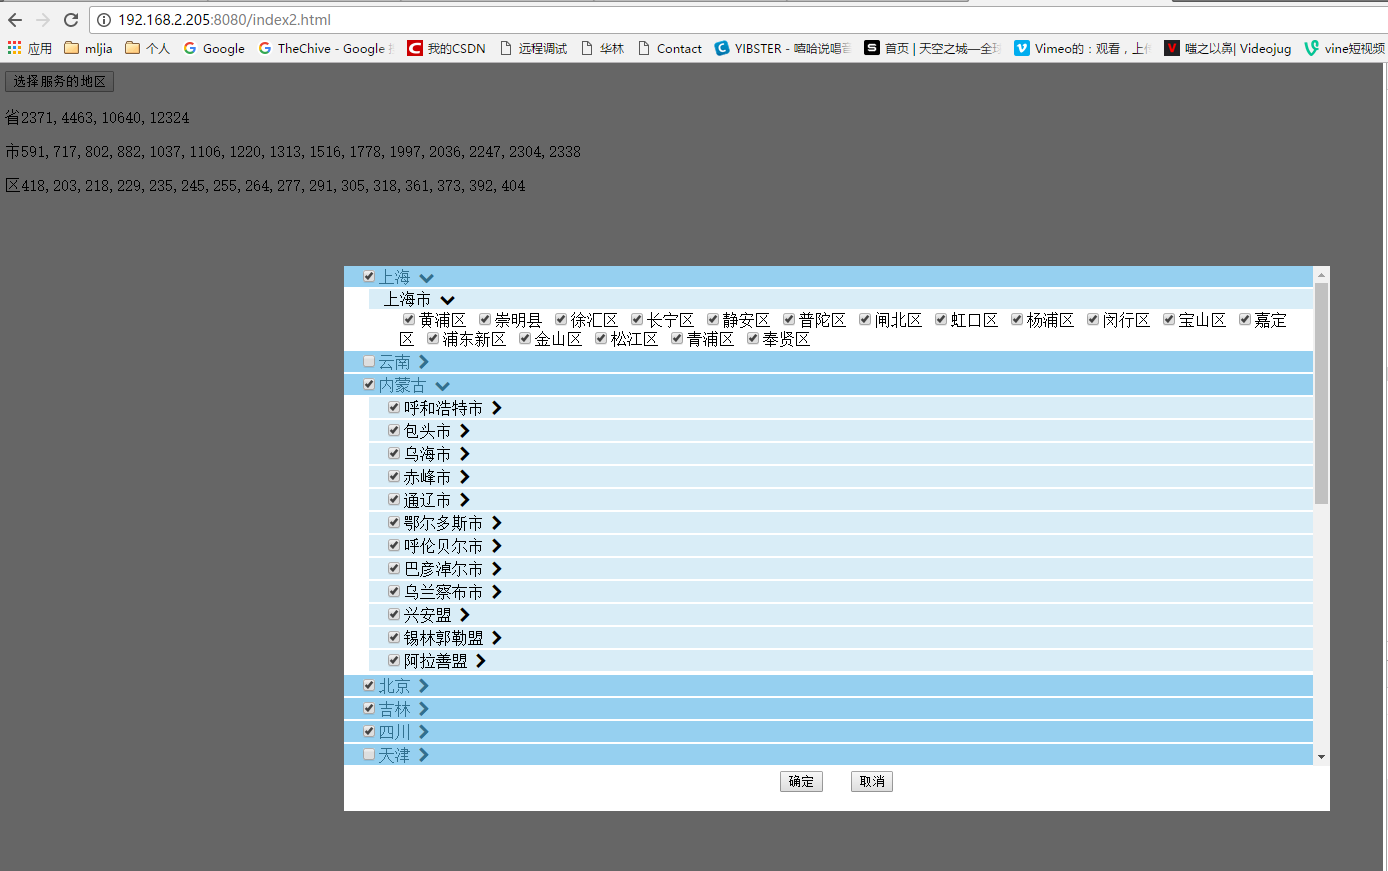 192.168.2.205:8080/index2.html
应用 mljia 个人 Google TheChive - Google 我的CSDN 远程调试 华林 Contact YIBSTER - 嘻哈说唱 首页 | 天空之城—全 Vimeo的：观看，上 嗤之以鼻| Videojug vine短视频
选择服务的地区
省2371, 4463, 10640, 12324
市591, 717, 802, 882, 1037, 1106, 1220, 1313, 1516, 1778, 1997, 2036, 2247, 2304, 2338
区418, 203, 218, 229, 235, 245, 255, 264, 277, 291, 305, 318, 361, 373, 392, 404
上海
上海市
黄浦区 崇明县 徐汇区 长宁区 静安区 普陀区 闸北区 虹口区 杨浦区 闵行区 宝山区 嘉定
区 浦东新区 金山区 松江区 青浦区 奉贤区
云南
内蒙古
呼和浩特市
包头市
乌海市
赤峰市
通辽市
鄂尔多斯市
呼伦贝尔市
巴彦淖尔市
乌兰察布市
兴安盟
锡林郭勒盟
阿拉善盟
北京
吉林
四川
天津
确定 取消